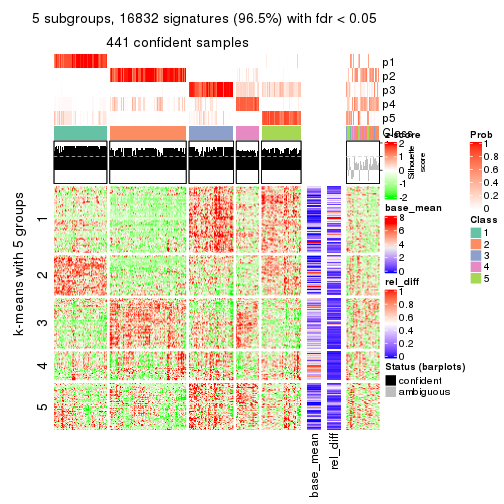 5 subgroups, 16832 signatures (96.5%) with fdr < 0.05
441 confident samples
p1
p2
p3
p4
p5
Class
Silhouette
score
k-means with 5 groups
1
2
3
4
5
base_mean
rel_diff
z-score
2
1
0
-1
-2
base_mean
8
6
4
2
0
rel_diff
1
0.8
0.6
0.4
0.2
0
Status (barplots)
confident
ambiguous
Prob
1
0.8
0.6
0.4
0.2
0
Class
1
2
3
4
5